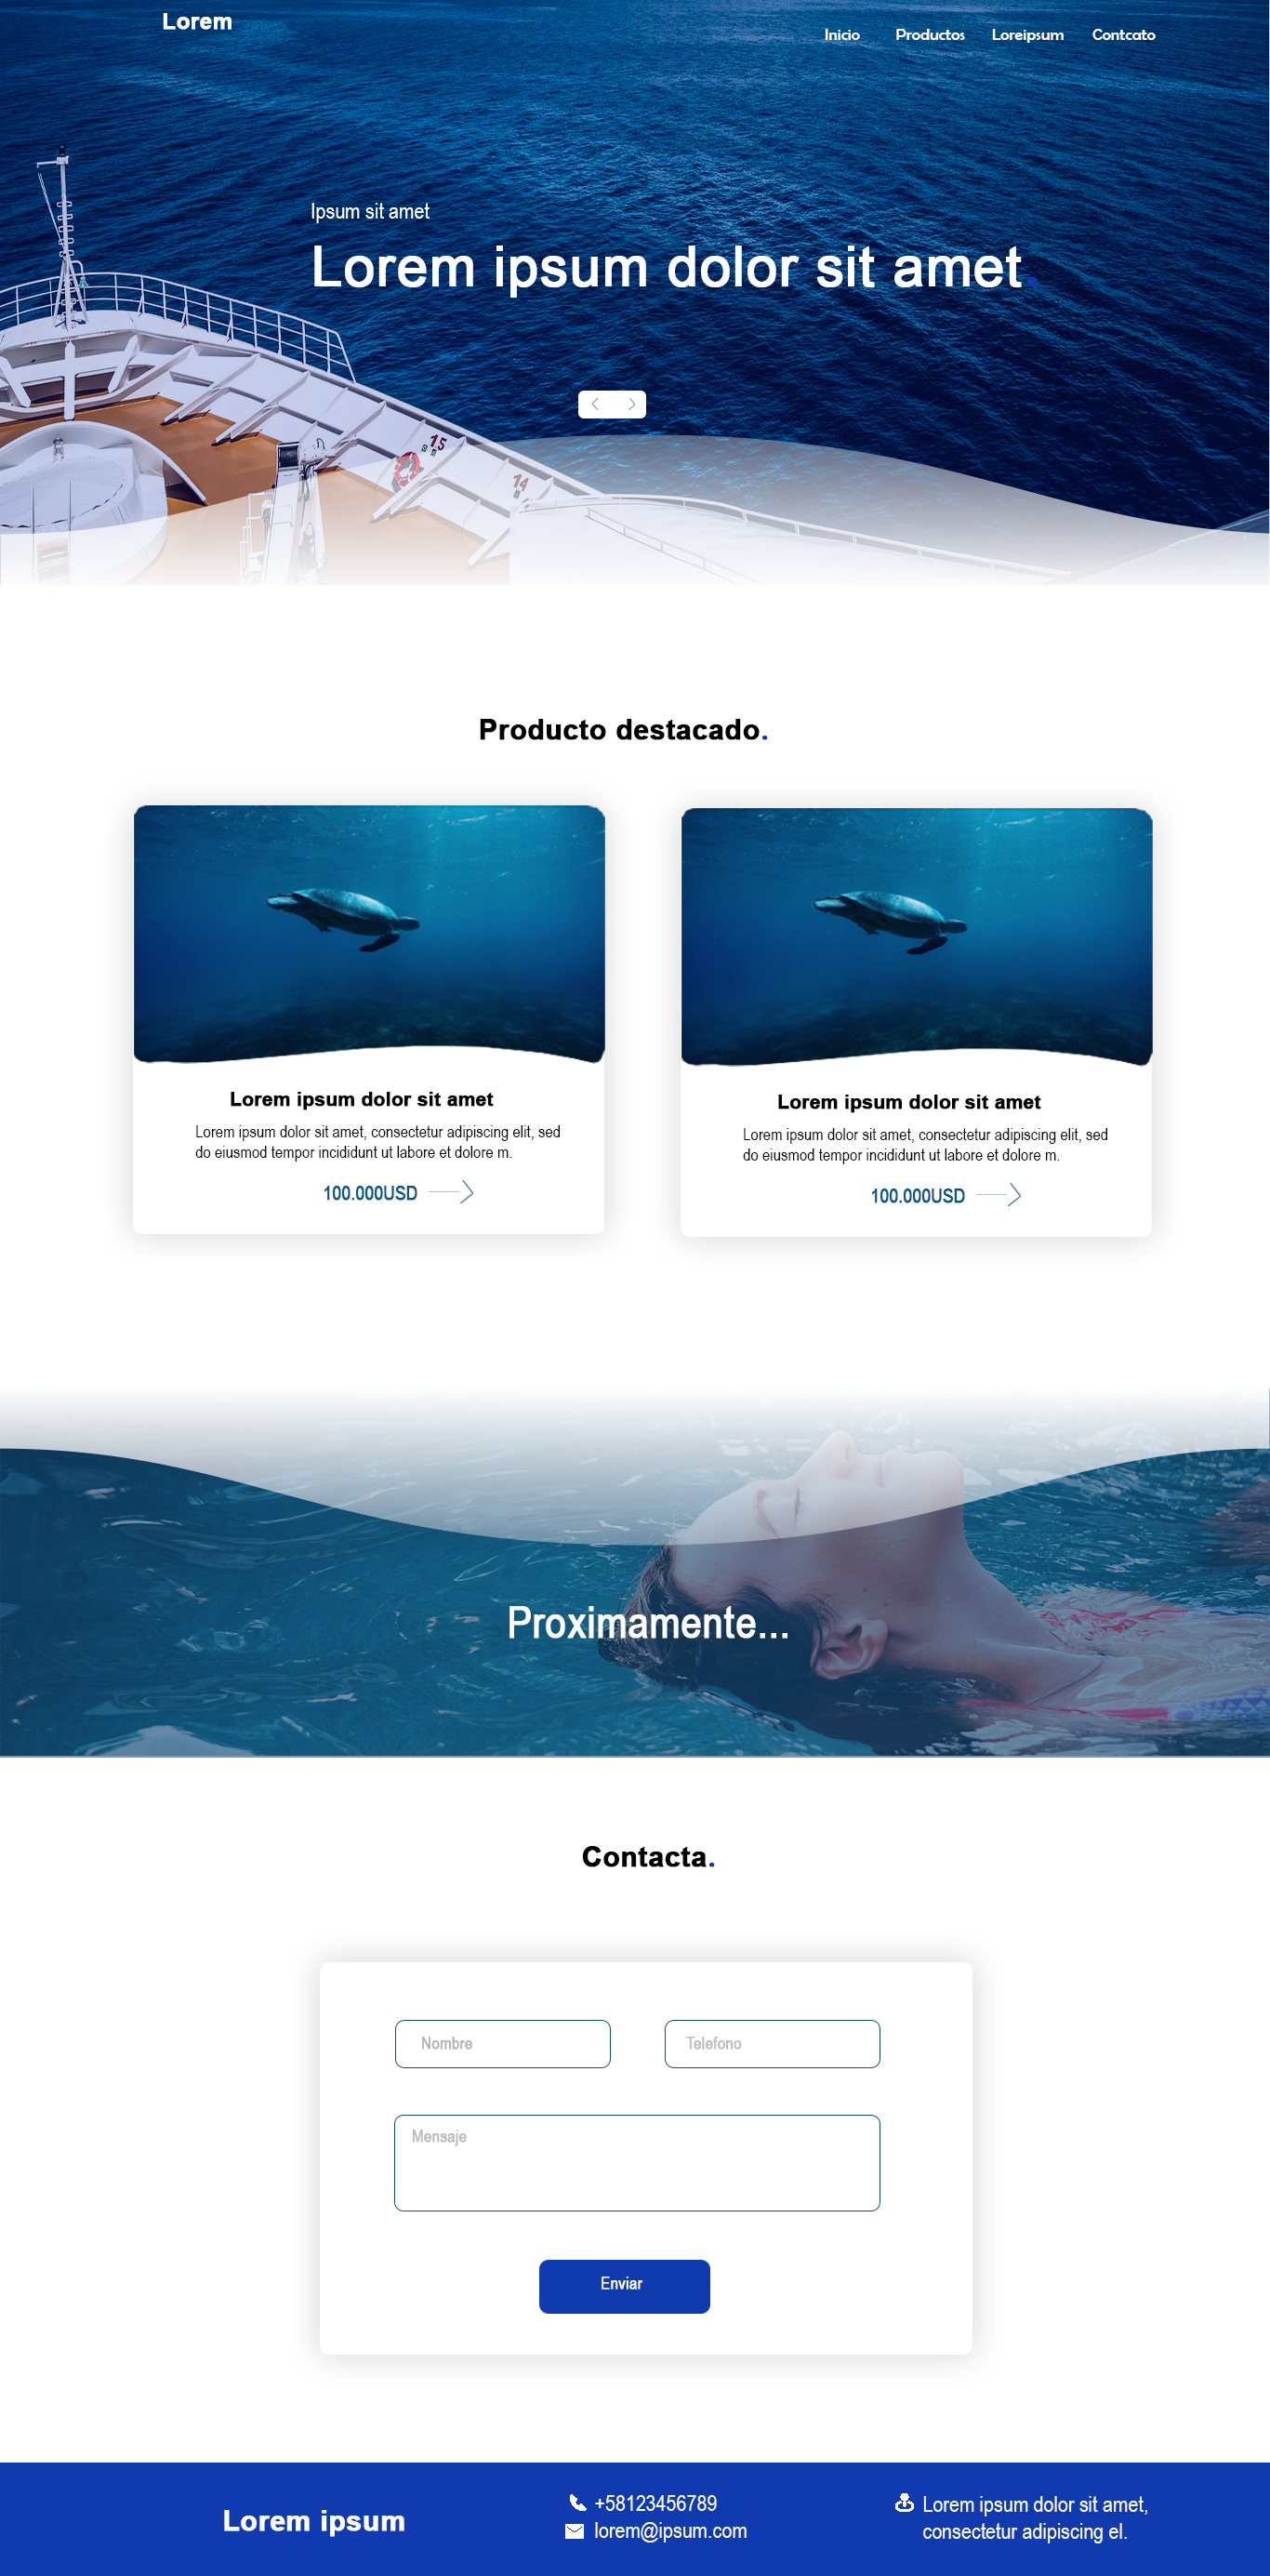 Lorem
Inicio Productos Loreipsum Contcato
Ipsum sit amet
Lorem ipsum dolor sit amet.
15
14
Producto destacado.
Lorem ipsum dolor sit amet
Lorem ipsum dolor sit amet, consectetur adipiscing elit, sed
do eiusmod tempor incididunt ut labore et dolore m.
100.000USD
Lorem ipsum dolor sit amet
Lorem ipsum dolor sit amet, consectetur adipiscing elit, sed
do eiusmod tempor incididunt ut labore et dolore m.
100.000USD
Proximamente...
Contacta.
Nombre
Telefono
Mensaje
Enviar
Lorem ipsum
+58123456789
lorem@ipsum.com
Lorem ipsum dolor sit amet,
consectetur adipiscing el.